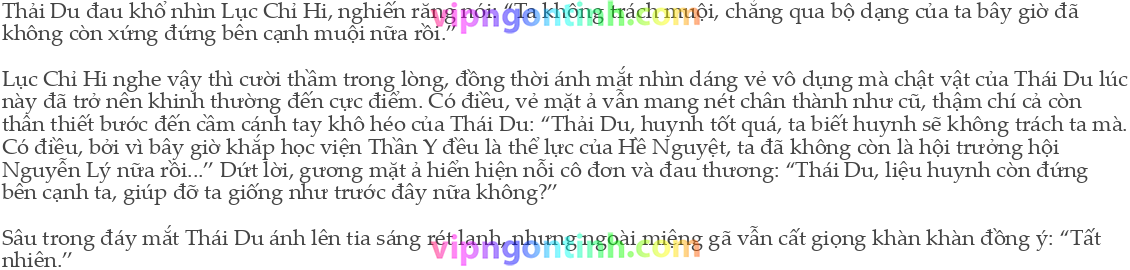 Thải Du đau khổ nhìn Lục Chỉ Hi, nghiến răng nói: “Ta không trách muội, chẳng qua bộ dạng của ta bây giờ đã
không còn xứng đứng bên cạnh muội nữa rồi.”
vipngontinh.com
Lục Chỉ Hi nghe vậy thì cười thầm trong lòng, đồng thời ánh mắt nhìn dáng vẻ vô dụng mà chật vật của Thái Du lúc
này đã trở nên khinh thường đến cực điểm. Có điều, vẻ mặt ả vẫn mang nét chân thành như cũ, thậm chí cả còn
thân thiết bước đến cầm cánh tay khô héo của Thái Du: “Thải Du, huynh tốt quá, ta biết huynh sẽ không trách ta mà.
Có điều, bởi vì bây giờ khắp học viện Thần Y đều là thể lực của Hề Nguyệt, ta đã không còn là hội trưởng hội
Nguyễn Lý nữa rồi...” Dứt lời, gương mặt ả hiển hiện nỗi cô đơn và đau thương: “Thái Du, liệu huynh còn đứng
bên cạnh ta, giúp đỡ ta giống như trước đây nữa không?”
Sâu trong đáy mắt Thái Du ánh lên tia sáng rét lạnh, nhưng ngoài miệng gã vẫn cất giọng khàn khàn đồng ý: “Tất
nhiên.”
vipngontinh.com